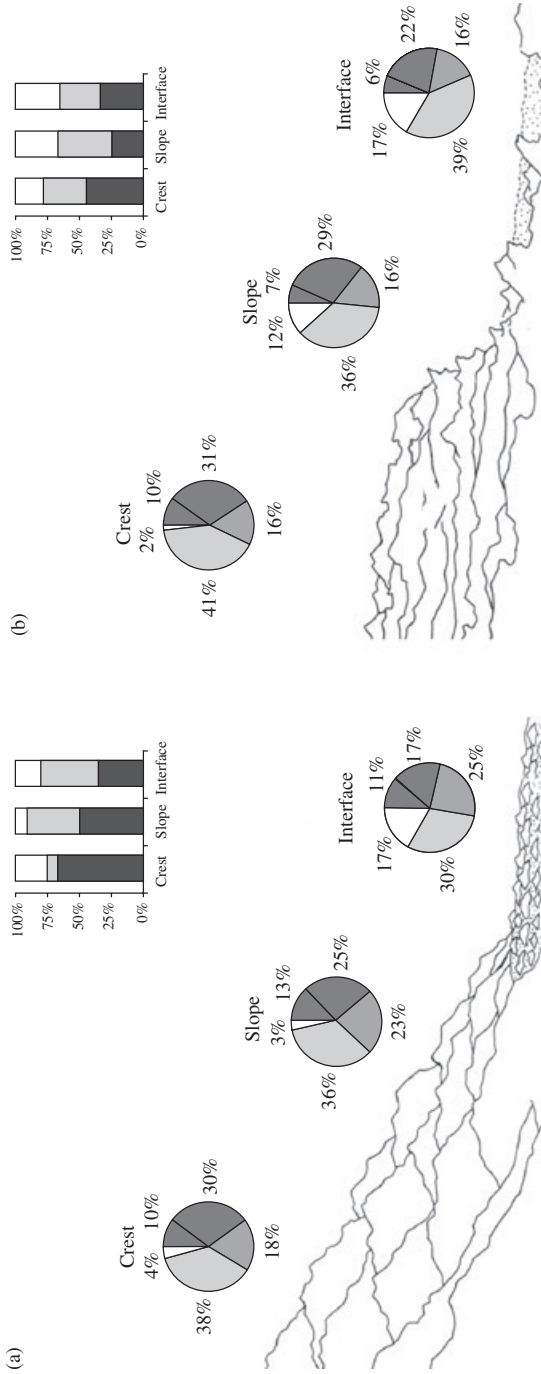 (a)
100%
75%
50%
25%
0%
Crest
Slope
Interface
Crest
4%
10%
30%
18%
38%
Slope
3%
13%
25%
23%
36%
Interface
17%
11%
17%
25%
30%
(b)
100%
75%
50%
25%
0%
Crest
Slope
Interface
Crest
2%
10%
31%
16%
41%
Slope
12%
7%
29%
16%
36%
Interface
17%
6%
22%
16%
39%